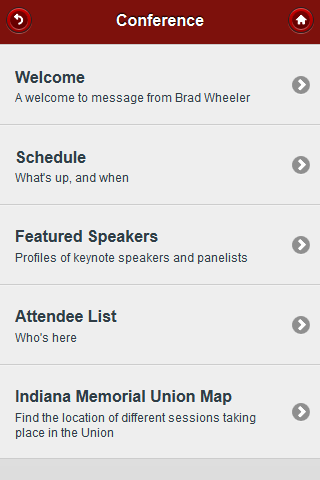 Conference
Welcome
A welcome to message from Brad Wheeler
Schedule
What's up, and when
Featured Speakers
Profiles of keynote speakers and panelists
Attendee List
Who's here
Indiana Memorial Union Map
Find the location of different sessions taking
place in the Union